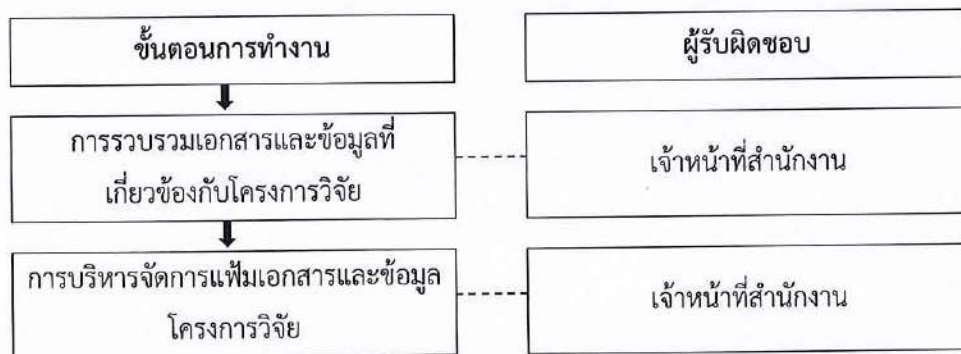 ขั้นตอนการทำงาน
ผู้รับผิดชอบ
การรวบรวมเอกสารและข้อมูลที่
เกี่ยวข้องกับโครงการวิจัย
เจ้าหน้าที่สำนักงาน
การบริหารจัดการแฟ้มเอกสารและข้อมูล
โครงการวิจัย
เจ้าหน้าที่สำนักงาน